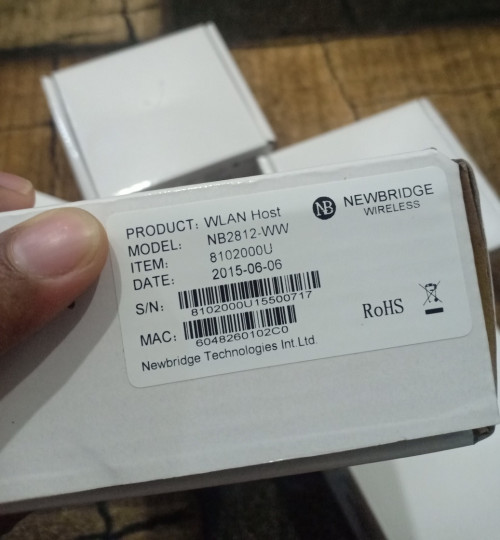 PRODUCT: WLAN Host
MODEL: NB2812-WW
ITEM: 8102000U
DATE: 2015-06-06
S/N:
8102000U15500717
MAC:
6048260102C0
Newbridge Technologies Int.Ltd.
NB NEWBRIDGE
WIRELESS
RoHS